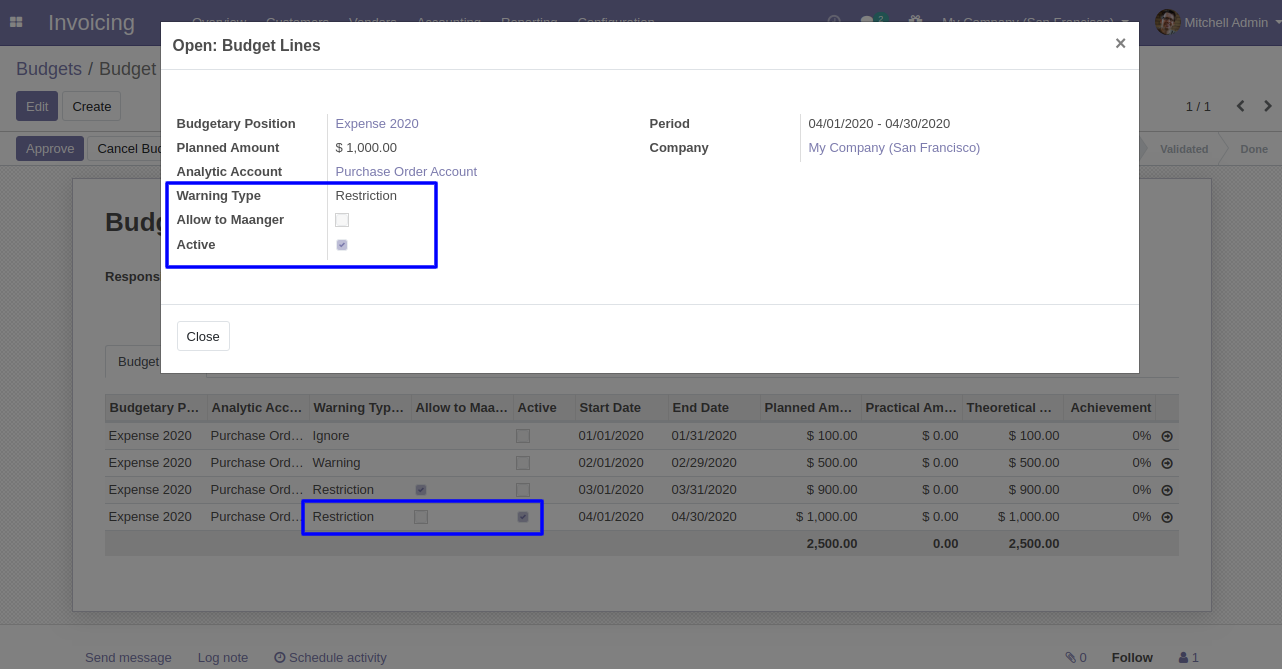 Invoicing Overview Customers Vendors Accounting Reporting Configuration 2 My Company (San Francisco) Mitchell Admin
Open: Budget Lines ×
Budgets / Budget
Edit Create 1 / 1
Approve Cancel Bud Validated Done
Budgetary Position Expense 2020 Period 04/01/2020 - 04/30/2020
Planned Amount $ 1,000.00 Company My Company (San Francisco)
Analytic Account Purchase Order Account
Warning Type Restriction
Allow to Maanger
Active
Budg
Respons
Close
Budget
Budgetary P... Analytic Acc... Warning Typ... Allow to Maa... Active Start Date End Date Planned Am... Practical Am... Theoretical ... Achievement
Expense 2020 Purchase Ord... Ignore 01/01/2020 01/31/2020 $ 100.00 $ 0.00 $ 100.00 0%
Expense 2020 Purchase Ord... Warning 02/01/2020 02/29/2020 $ 500.00 $ 0.00 $ 500.00 0%
Expense 2020 Purchase Ord... Restriction 03/01/2020 03/31/2020 $ 900.00 $ 0.00 $ 900.00 0%
Expense 2020 Purchase Ord... Restriction 04/01/2020 04/30/2020 $ 1,000.00 $ 0.00 $ 1,000.00 0%
2,500.00 0.00 2,500.00
Send message Log note Schedule activity 0 Follow 1